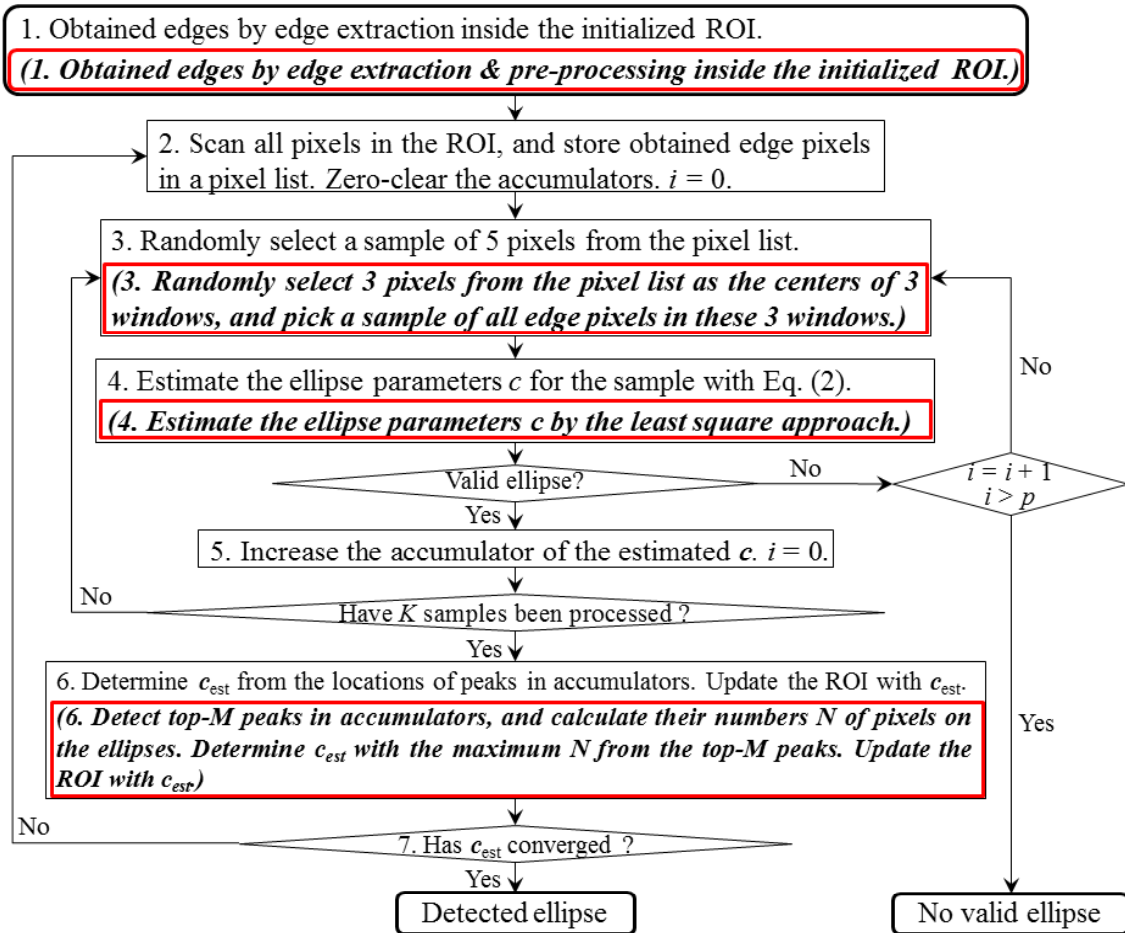 1. Obtained edges by edge extraction inside the initialized ROI.
(1. Obtained edges by edge extraction & pre-processing inside the initialized ROI.)
2. Scan all pixels in the ROI, and store obtained edge pixels
in a pixel list. Zero-clear the accumulators. i = 0.
3. Randomly select a sample of 5 pixels from the pixel list.
(3. Randomly select 3 pixels from the pixel list as the centers of 3
windows, and pick a sample of all edge pixels in these 3 windows.)
No
4. Estimate the ellipse parameters c for the sample with Eq. (2).
(4. Estimate the ellipse parameters c by the least square approach.)
Valid ellipse?
No
i = i + 1
i > p
Yes
5. Increase the accumulator of the estimated c. i = 0.
No
Have K samples been processed ?
Yes
6. Determine cest from the locations of peaks in accumulators. Update the ROI with cest.
(6. Detect top-M peaks in accumulators, and calculate their numbers N of pixels on
the ellipses. Determine cest with the maximum N from the top-M peaks. Update the
ROI with cest.)
Yes
No
7. Has cest converged ?
Yes
Detected ellipse
No valid ellipse